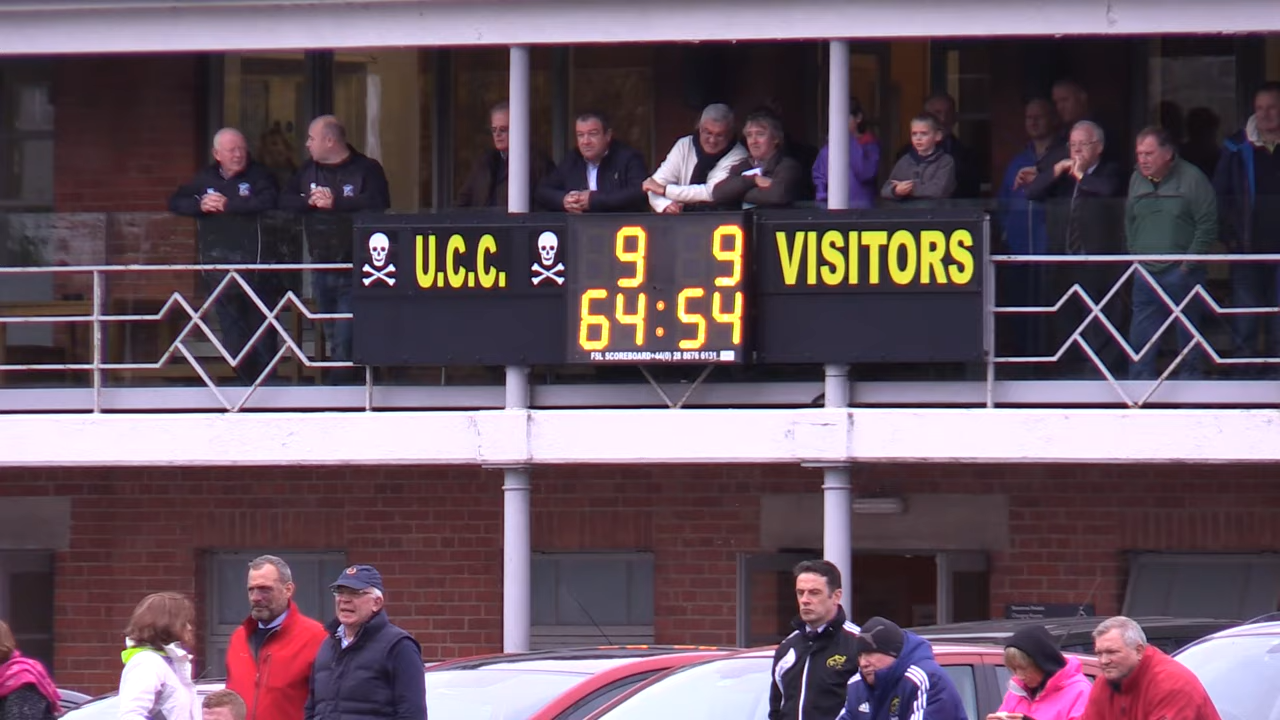 U.C.C.
9 9
VISITORS
64:54
FSL SCOREBOARD +44(0) 28 8676 6131